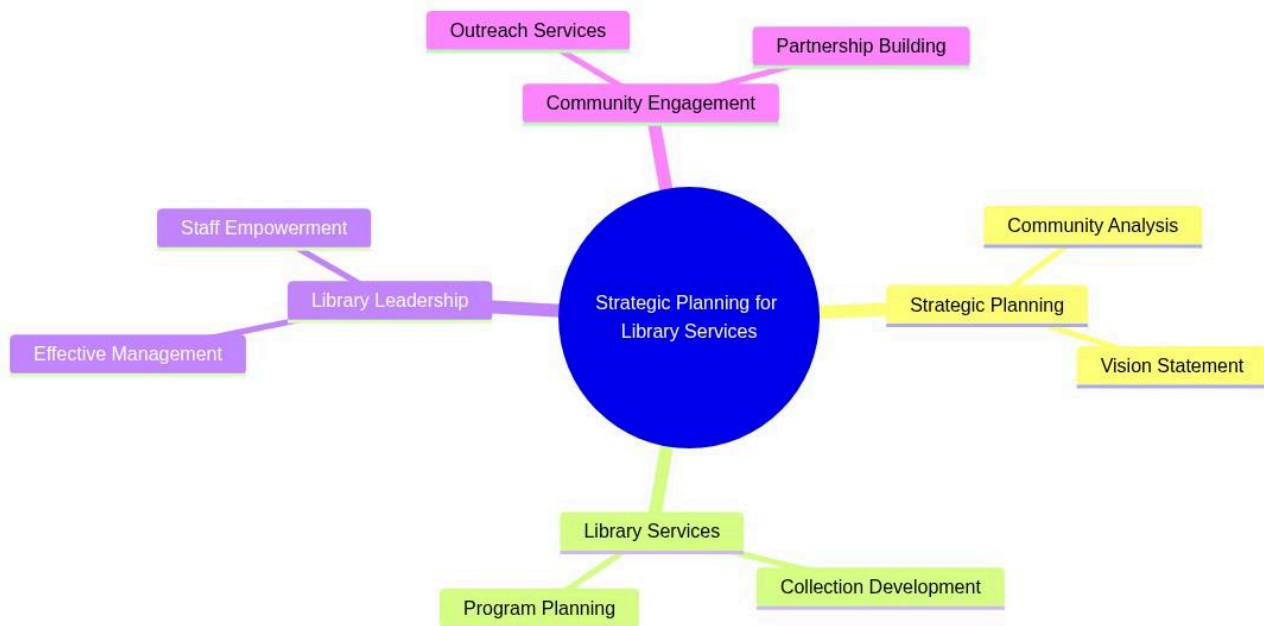 Outreach Services
Partnership Building
Community Engagement
Staff Empowerment
Library Leadership
Effective Management
Strategic Planning for
Library Services
Community Analysis
Strategic Planning
Vision Statement
Library Services
Collection Development
Program Planning